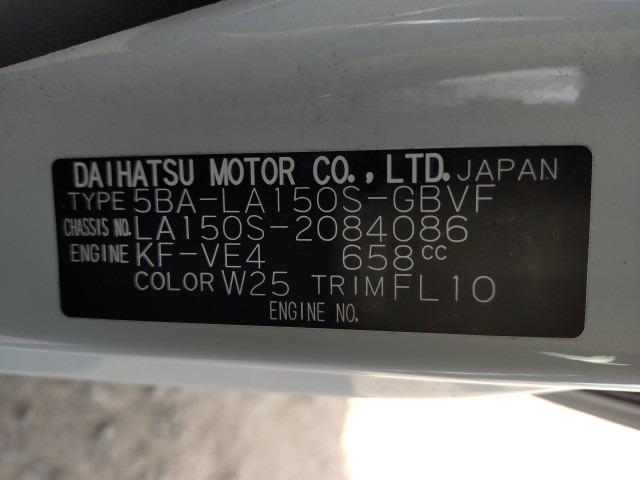 DAIHATSU MOTOR CO., LTD. JAPAN
TYPE 5BA-LA150S-GBVF
CHASSIS NO. LA150S-2084086
ENGINE KF-VE4 658cc
COLOR W25 TRIM FL10
ENGINE NO.